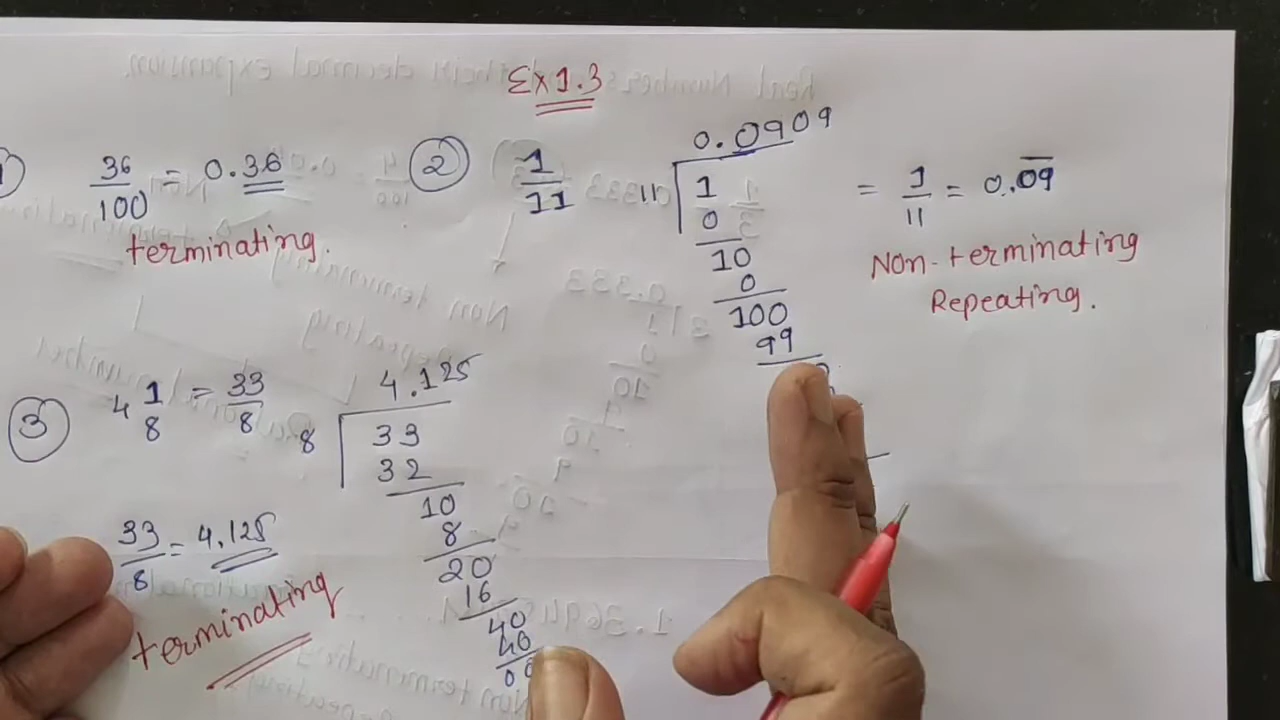 Ex 1.3
36/100 = 0.36
terminating.
② 1/11
0.0909
11 1
0
10
0
100
99
= 1/11 = 0.0̅9̅
Non-terminating
Repeating.
③ 4 1/8 = 33/8
4.125
8 33
32
10
8
20
16
40
40
00
33/8 = 4.125
terminating